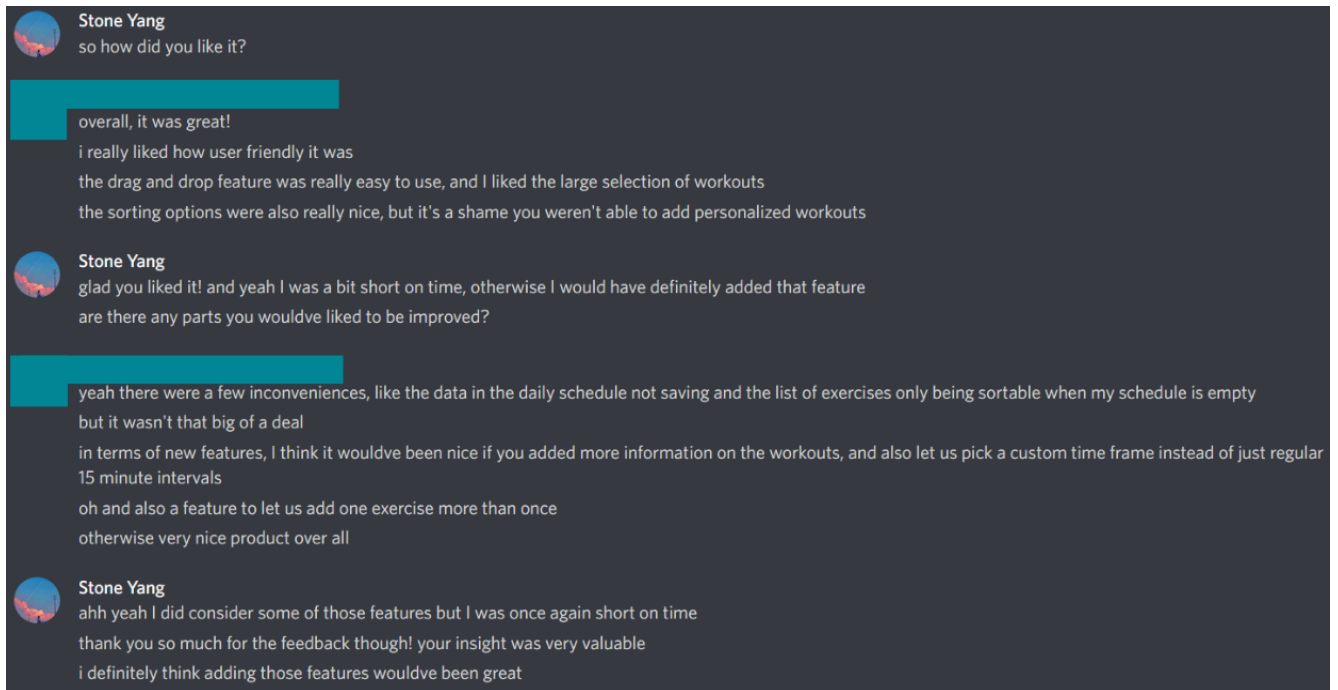 Stone Yang
so how did you like it?
overall, it was great!
i really liked how user friendly it was
the drag and drop feature was really easy to use, and I liked the large selection of workouts
the sorting options were also really nice, but it's a shame you weren't able to add personalized workouts
Stone Yang
glad you liked it! and yeah I was a bit short on time, otherwise I would have definitely added that feature
are there any parts you wouldve liked to be improved?
yeah there were a few inconveniences, like the data in the daily schedule not saving and the list of exercises only being sortable when my schedule is empty
but it wasn't that big of a deal
in terms of new features, I think it wouldve been nice if you added more information on the workouts, and also let us pick a custom time frame instead of just regular
15 minute intervals
oh and also a feature to let us add one exercise more than once
otherwise very nice product over all
Stone Yang
ahh yeah I did consider some of those features but I was once again short on time
thank you so much for the feedback though! your insight was very valuable
i definitely think adding those features wouldve been great